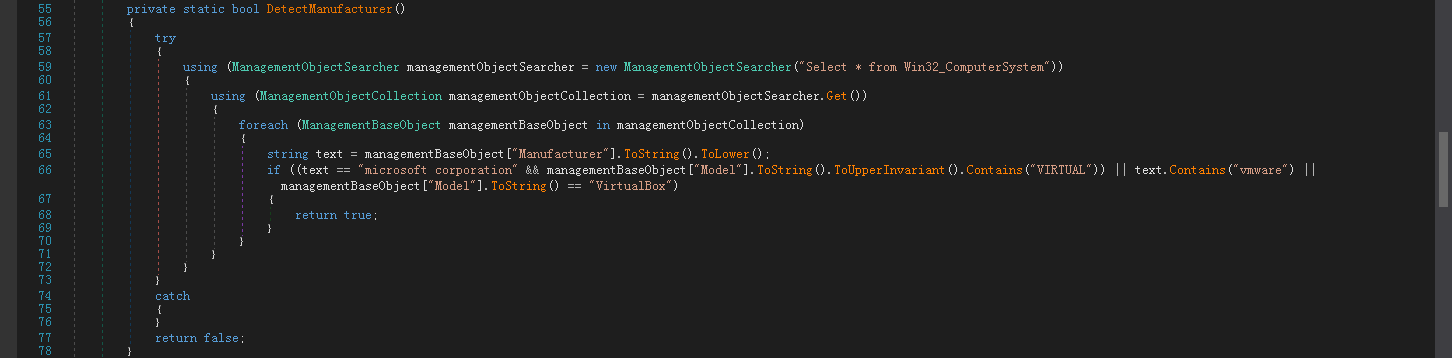 55 private static bool DetectManufacturer()
56 {
57 try
58 {
59 using (ManagementObjectSearcher managementObjectSearcher = new ManagementObjectSearcher("Select * from Win32_ComputerSystem"))
60 {
61 using (ManagementObjectCollection managementObjectCollection = managementObjectSearcher.Get())
62 {
63 foreach (ManagementBaseObject managementBaseObject in managementObjectCollection)
64 {
65 string text = managementBaseObject["Manufacturer"].ToString().ToLower();
66 if ((text == "microsoft corporation" && managementBaseObject["Model"].ToString().ToUpperInvariant().Contains("VIRTUAL")) || text.Contains("vmware") ||
managementBaseObject["Model"].ToString() == "VirtualBox")
67 {
68 return true;
69 }
70 }
71 }
72 }
73 }
74 catch
75 {
76 }
77 return false;
78 }